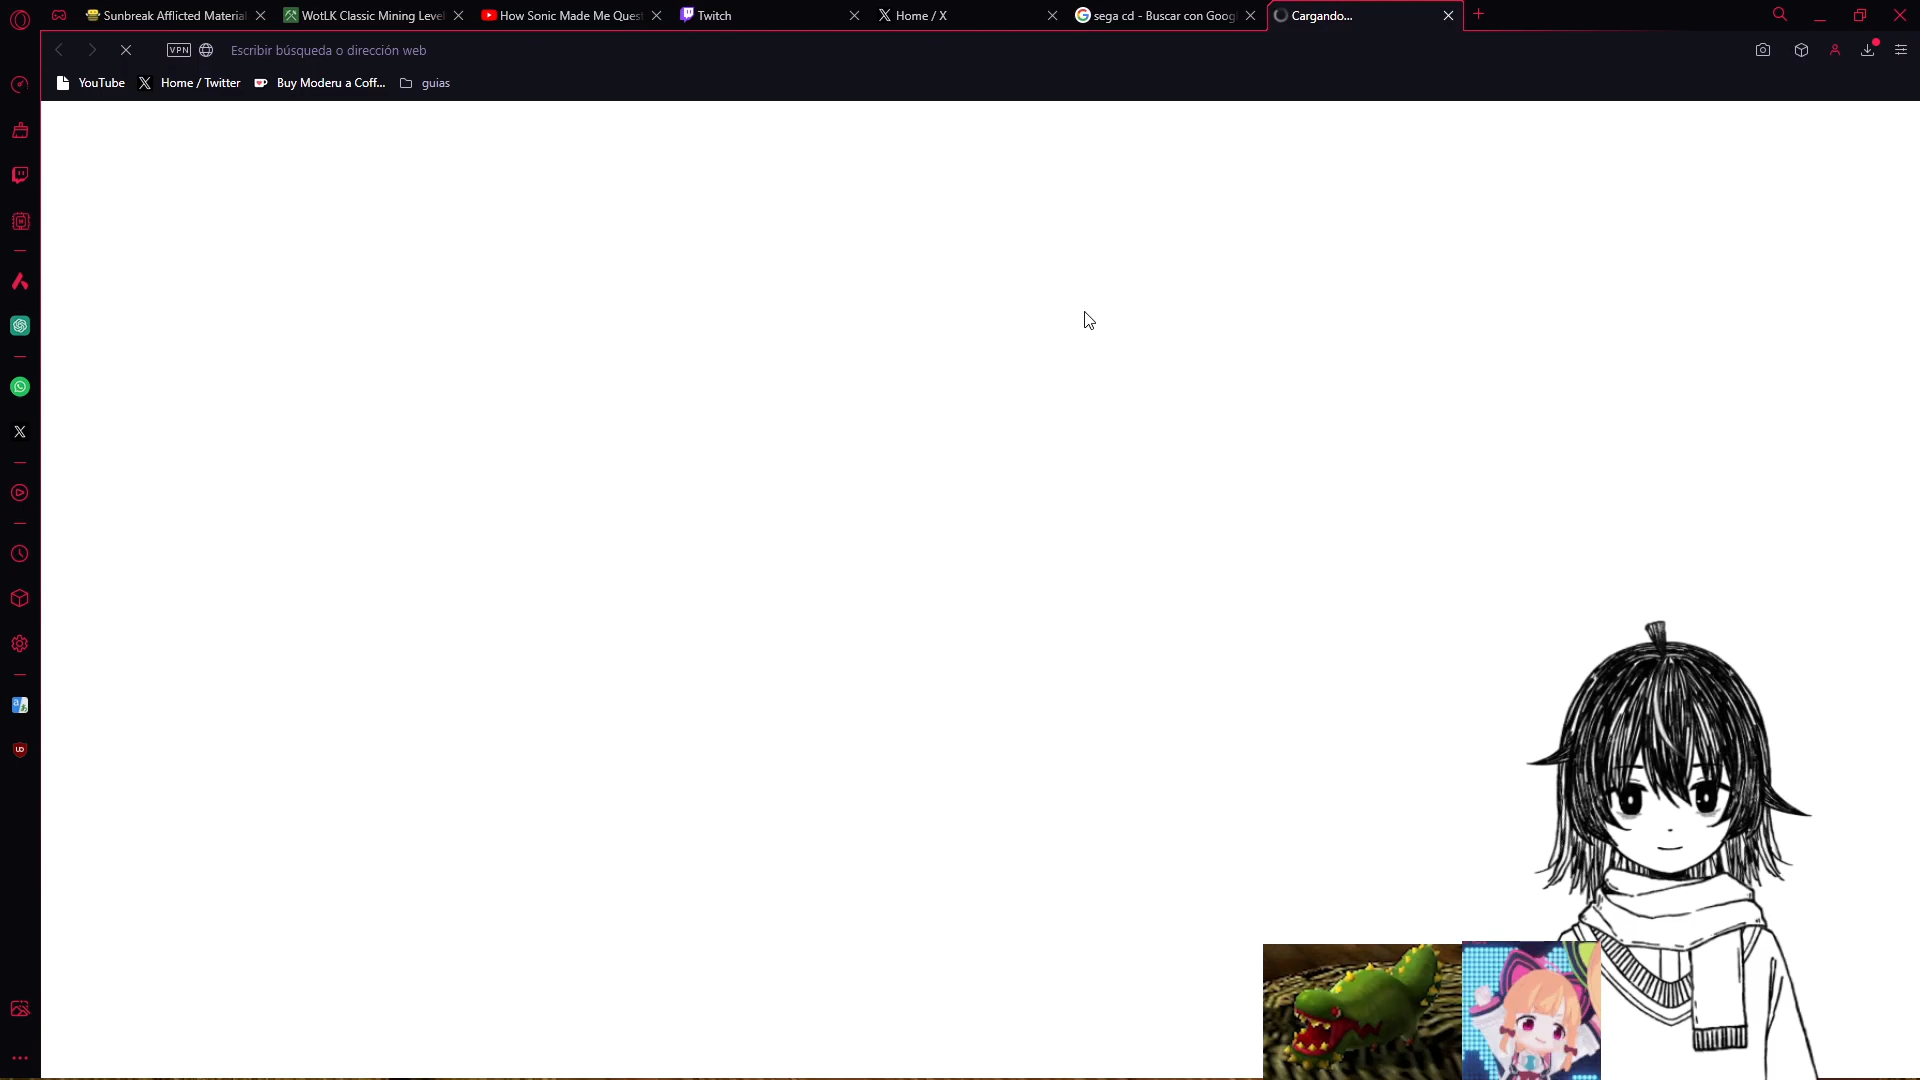 Sunbreak Afflicted Material
WotLK Classic Mining Leve
How Sonic Made Me Quest
Twitch
Home / X
sega cd - Buscar con Googl
Cargando...
VPN
Escribir búsqueda o dirección web
YouTube
Home / Twitter
Buy Moderu a Coff...
guias